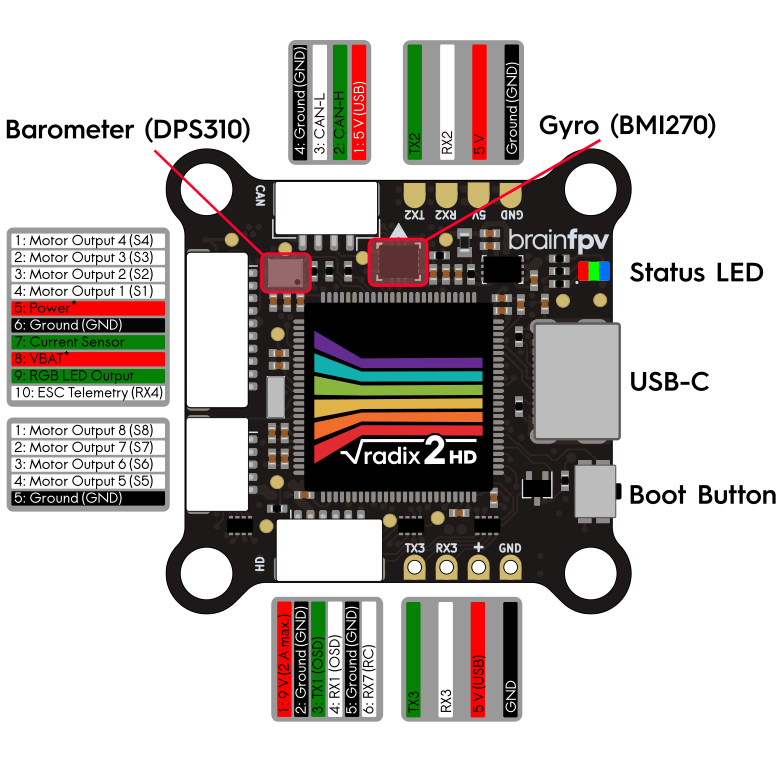 4: Ground (GND)
3: CAN-L
2: CAN-H
1: 5 V (USB)
TX2
RX2
5 V
Ground (GND)
Barometer (DPS310)
Gyro (BMI270)
CAN
TX2
RX2
5V
GND
brainfpv
Status LED
1: Motor Output 4 (S4)
2: Motor Output 3 (S3)
3: Motor Output 2 (S2)
4: Motor Output 1 (S1)
5: Power*
6: Ground (GND)
7: Current Sensor
8: VBAT*
9: RGB LED Output
10: ESC Telemetry (RX4)
USB-C
1: Motor Output 8 (S8)
2: Motor Output 7 (S7)
3: Motor Output 6 (S6)
4: Motor Output 5 (S5)
5: Ground (GND)
√radix 2 HD
Boot Button
HD
TX3
RX3
+
GND
1: 9 V (2 A max.)
2: Ground (GND)
3: TX1 (OSD)
4: RX1 (OSD)
5: Ground (GND)
6: RX7 (RC)
TX3
RX3
5 V (USB)
GND